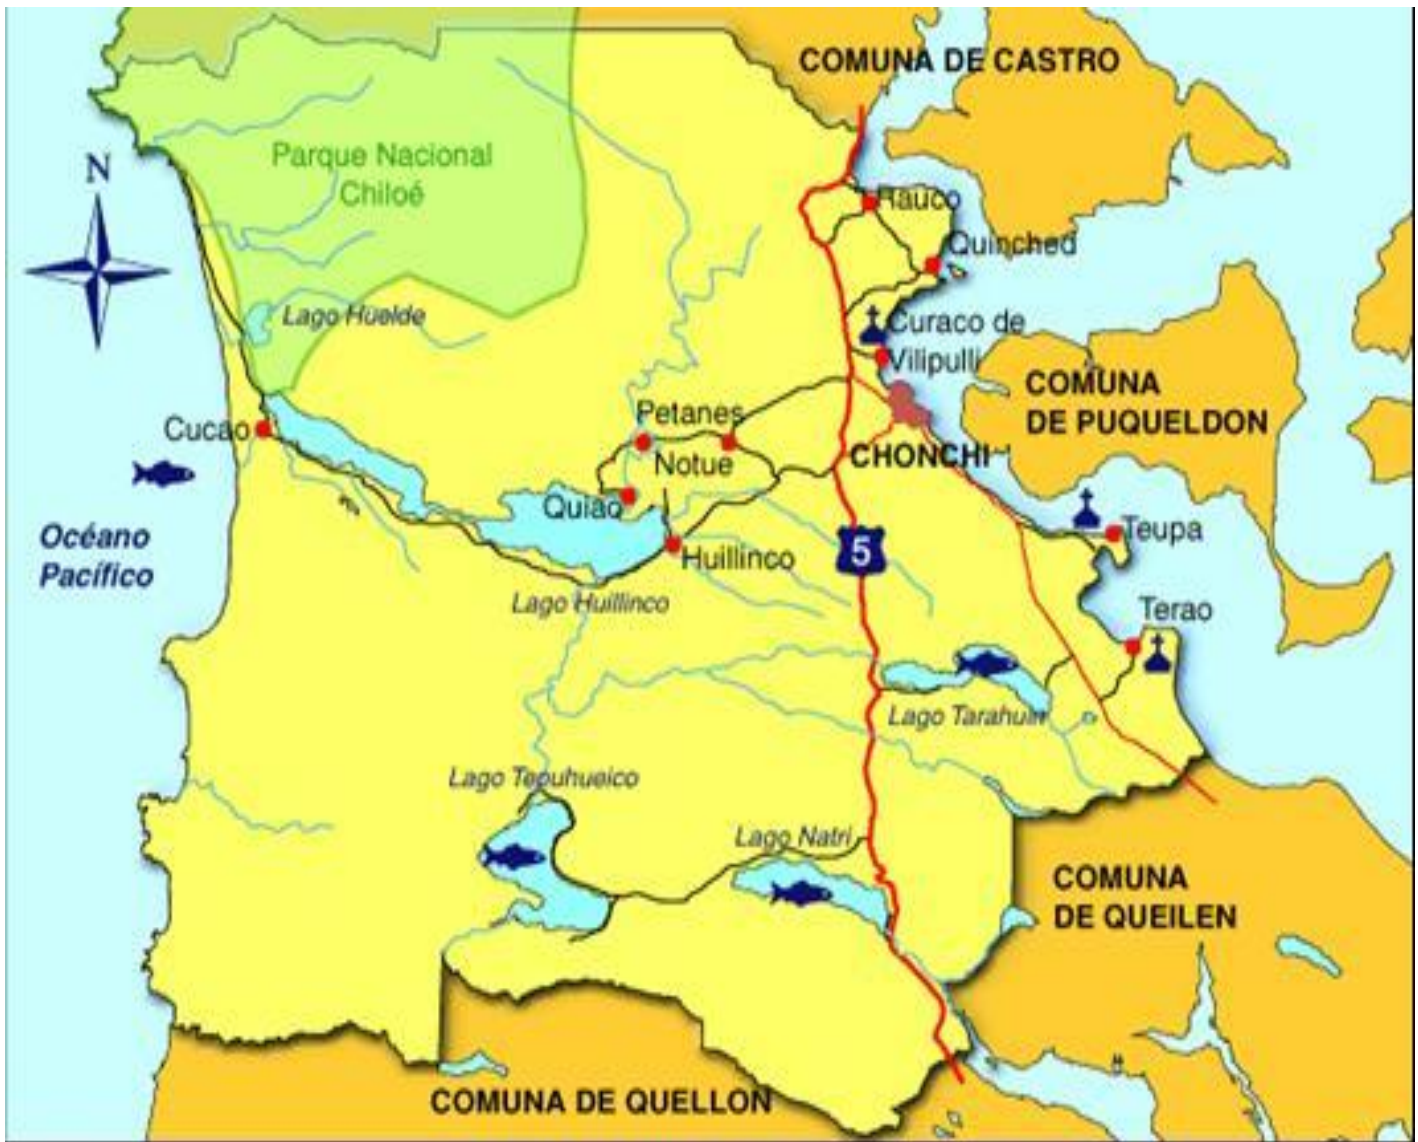 COMUNA DE CASTRO
Parque Nacional
Chiloé
N
Rauco
Quinched
Lago Huelde
Curaco de
Vilipulli
COMUNA
DE PUQUELDON
Petanes
Cucao
Notue
CHONCHI
Quiao
Océano
Pacífico
5
Teupa
Huillinco
Lago Huillinco
Terao
Lago Tarahuin
Lago Tepuhueico
Lago Natri
COMUNA
DE QUEILEN
COMUNA DE QUELLON